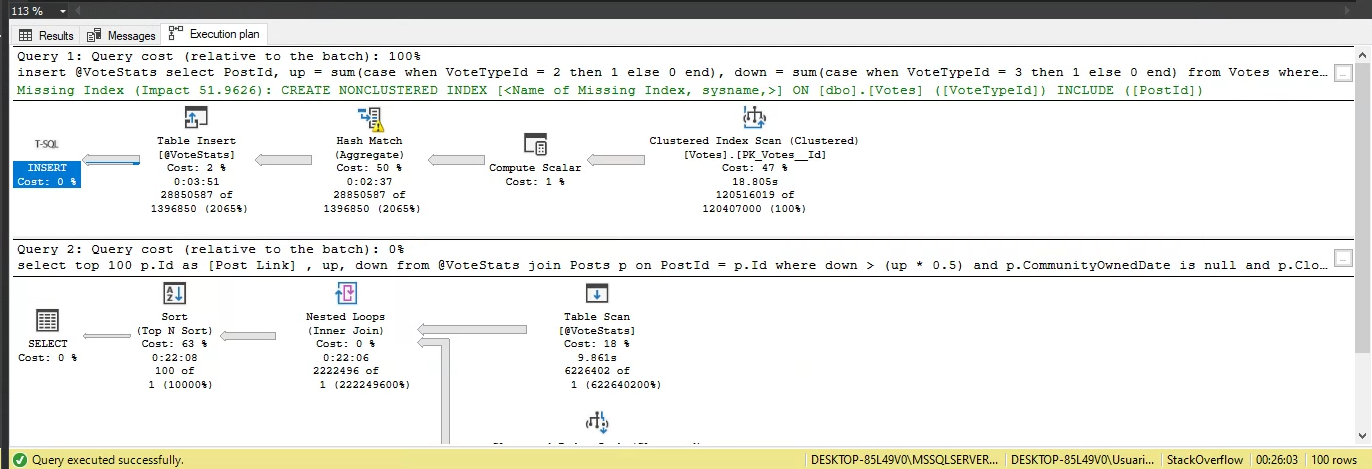 113 %
Results Messages Execution plan
Query 1: Query cost (relative to the batch): 100%
insert @VoteStats select PostId, up = sum(case when VoteTypeId = 2 then 1 else 0 end), down = sum(case when VoteTypeId = 3 then 1 else 0 end) from Votes where...
Missing Index (Impact 51.9626): CREATE NONCLUSTERED INDEX [<Name of Missing Index, sysname,>] ON [dbo].[Votes] ([VoteTypeId]) INCLUDE ([PostId])
T-SQL
INSERT
Cost: 0 %
Table Insert
[@VoteStats]
Cost: 2 %
0:03:51
28850587 of
1396850 (2065%)
Hash Match
(Aggregate)
Cost: 50 %
0:02:37
28850587 of
1396850 (2065%)
Compute Scalar
Cost: 1 %
Clustered Index Scan (Clustered)
[Votes].[PK_Votes__Id]
Cost: 47 %
18.805s
120516019 of
120407000 (100%)
Query 2: Query cost (relative to the batch): 0%
select top 100 p.Id as [Post Link] , up, down from @VoteStats join Posts p on PostId = p.Id where down > (up * 0.5) and p.CommunityOwnedDate is null and p.Clo...
SELECT
Cost: 0 %
Sort
(Top N Sort)
Cost: 63 %
0:22:08
100 of
1 (10000%)
Nested Loops
(Inner Join)
Cost: 0 %
0:22:06
2222496 of
1 (222249600%)
Table Scan
[@VoteStats]
Cost: 18 %
9.861s
6226402 of
1 (622640200%)
Query executed successfully.
DESKTOP-85L49V0\MSSQLSERVER... DESKTOP-85L49V0\Usuari... StackOverflow 00:26:03 100 rows